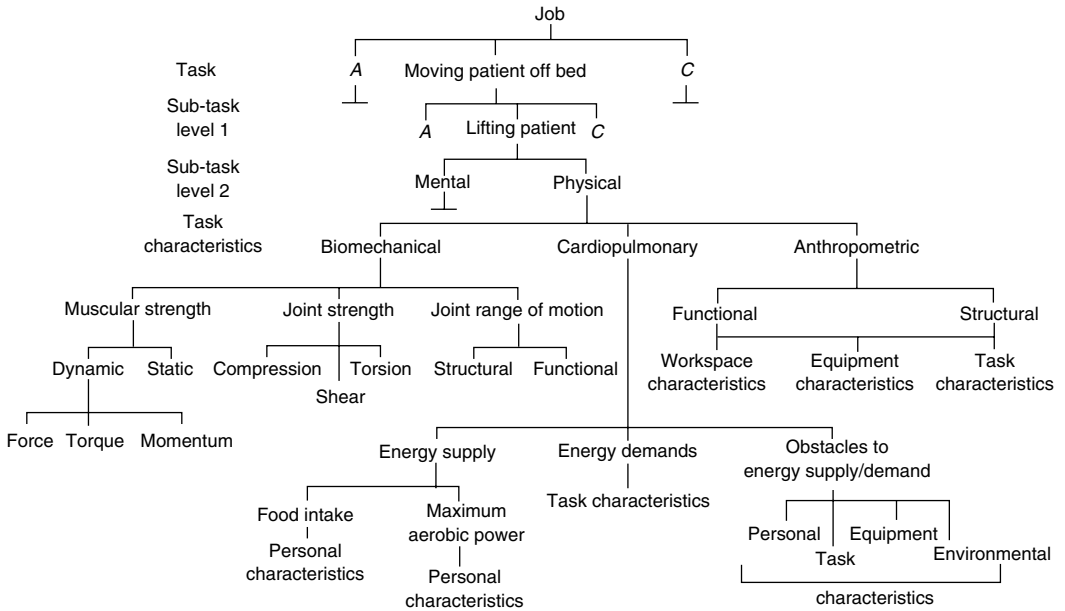 Job
Task
A
Moving patient off bed
C
Sub-task
level 1
A
Lifting patient
C
Sub-task
level 2
Mental
Physical
Task
characteristics
Biomechanical
Cardiopulmonary
Anthropometric
Muscular strength
Joint strength
Joint range of motion
Functional
Structural
Dynamic
Static
Compression
Torsion
Shear
Structural
Functional
Workspace
characteristics
Equipment
characteristics
Task
characteristics
Force
Torque
Momentum
Energy supply
Energy demands
Obstacles to
energy supply/demand
Food intake
Personal
characteristics
Maximum
aerobic power
Personal
characteristics
Task characteristics
Personal
Task
Equipment
Environmental
characteristics